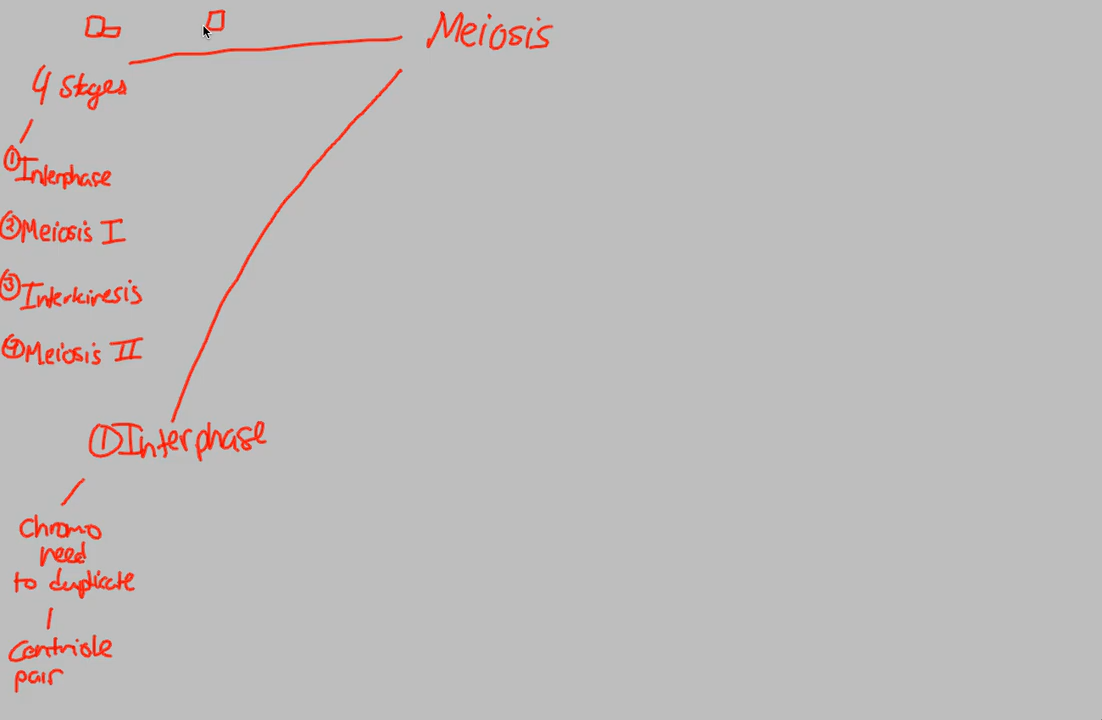 Meiosis
4 Stages
①Interphase
②Meiosis I
③Interkinesis
④Meiosis II
①Interphase
Chromo
need
to duplicate
Centriole
pair